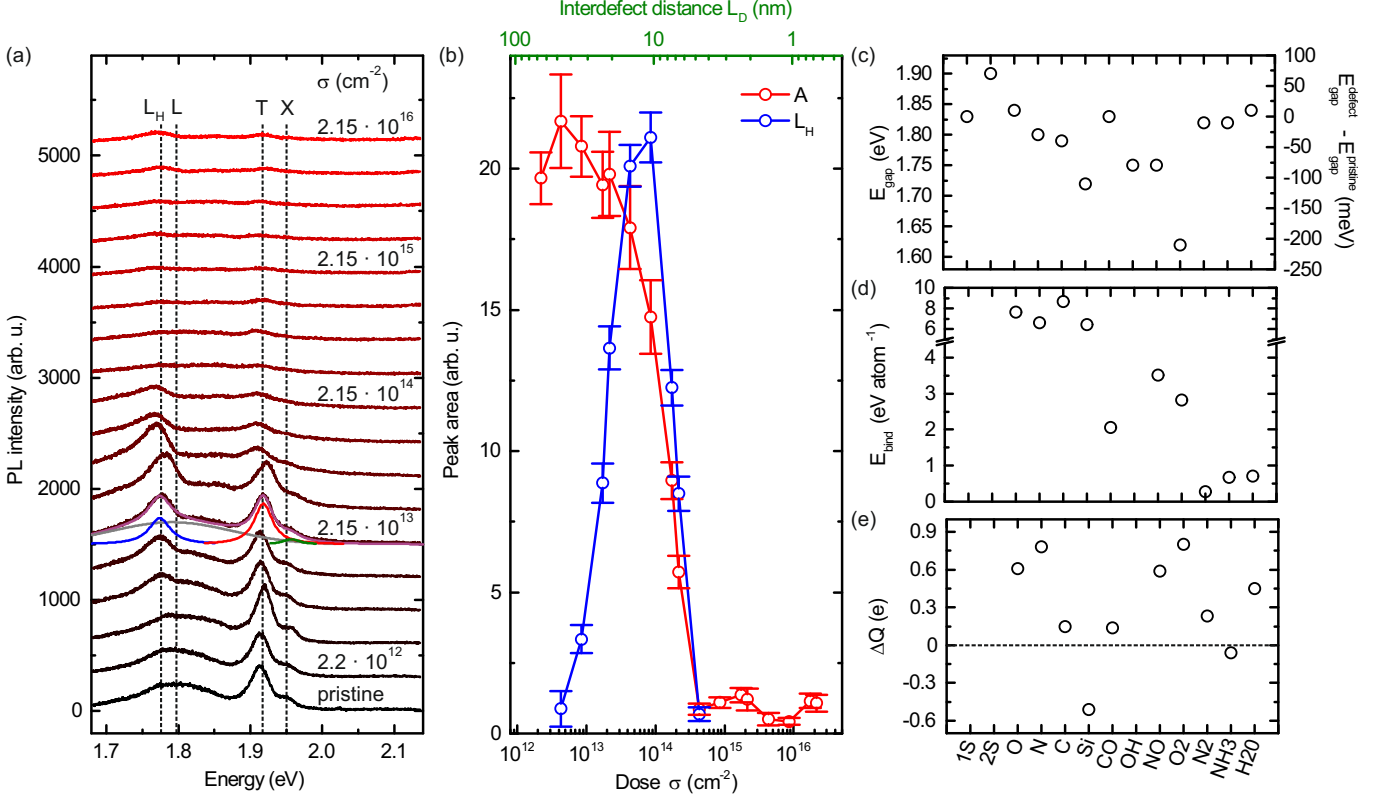 Interdefect distance L_D (nm)
100 10 1
(a)
σ (cm⁻²)
L_H L T X
2.15 · 10¹⁶
2.15 · 10¹⁵
2.15 · 10¹⁴
2.15 · 10¹³
2.2 · 10¹²
pristine
PL intensity (arb. u.)
5000
4000
3000
2000
1000
0
1.7 1.8 1.9 2.0 2.1
Energy (eV)
(b)
A
L_H
Peak area (arb. u.)
20
15
10
5
0
10¹² 10¹³ 10¹⁴ 10¹⁵ 10¹⁶
Dose σ (cm⁻²)
(c)
E_gap (eV)
1.90
1.85
1.80
1.75
1.70
1.65
1.60
100
50
0
-50
-100
-150
-200
-250
E_gap^defect - E_gap^pristine (meV)
(d)
E_bind (eV atom⁻¹)
10
8
6
4
3
2
1
0
(e)
ΔQ (e)
0.9
0.6
0.3
0
-0.3
-0.6
1S 2S O N C Si CO OH NO O2 N2 NH3 H20